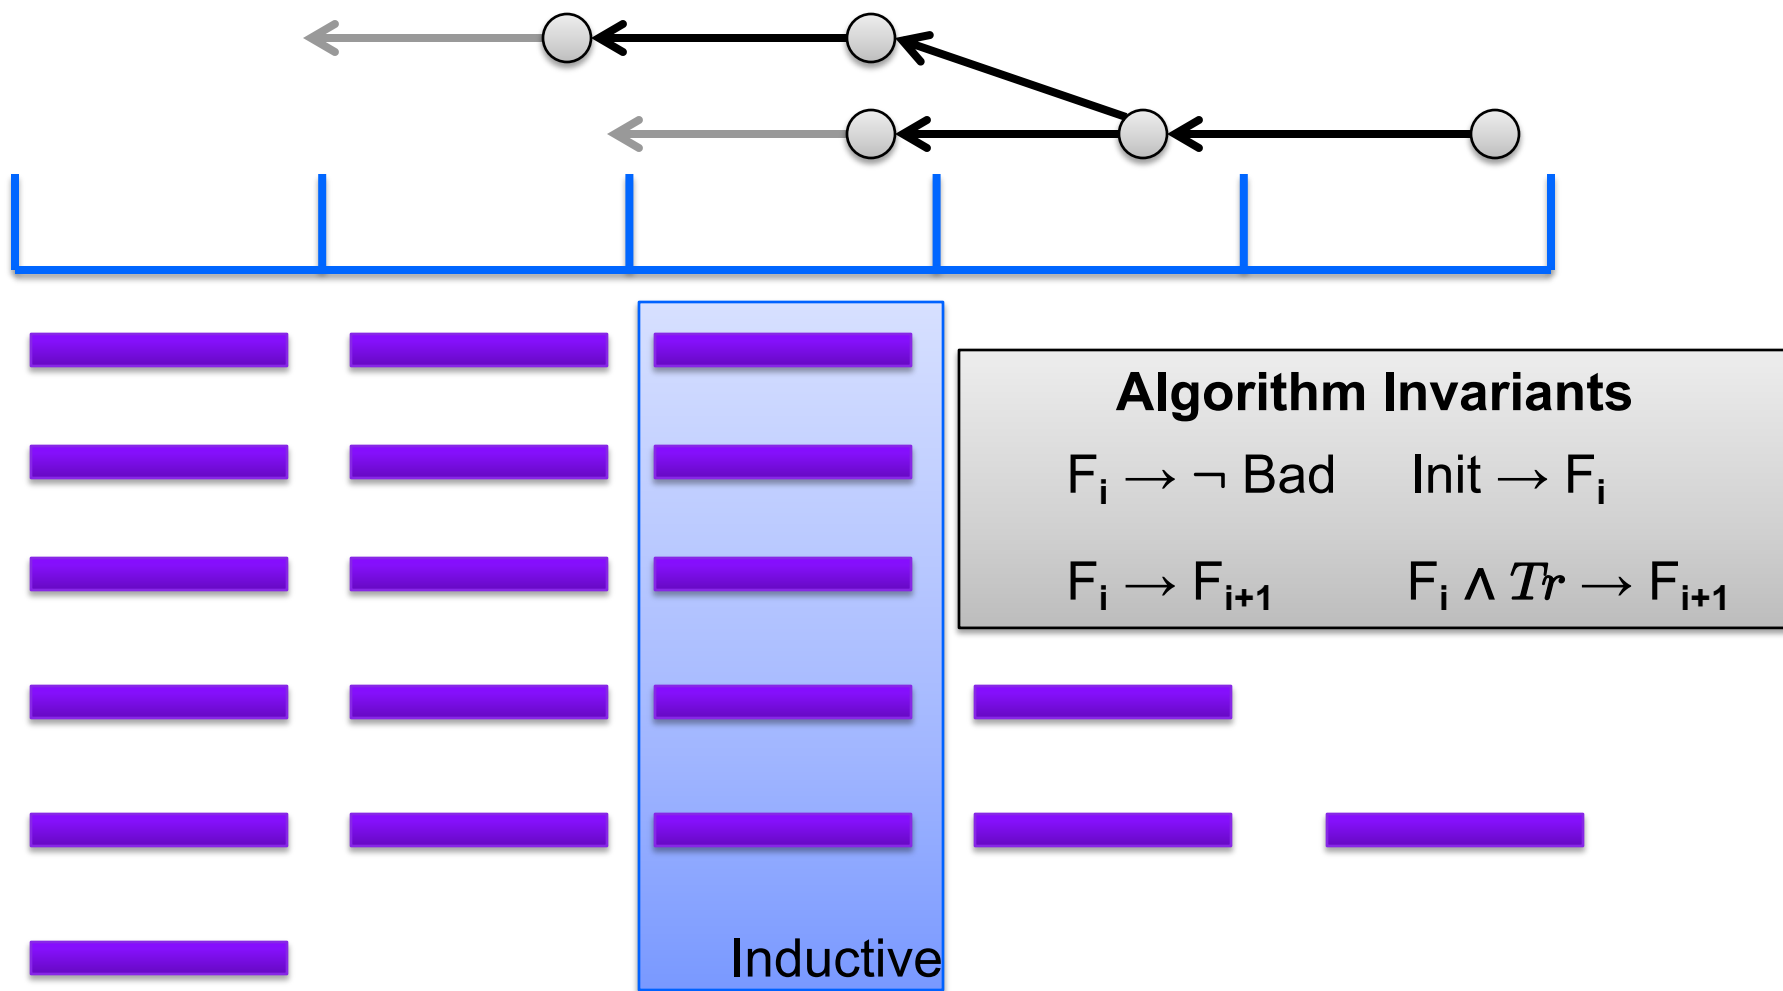 Algorithm Invariants
Fᵢ → ¬ Bad Init → Fᵢ
Fᵢ → Fᵢ₊₁ Fᵢ ∧ Tr → Fᵢ₊₁
Inductive